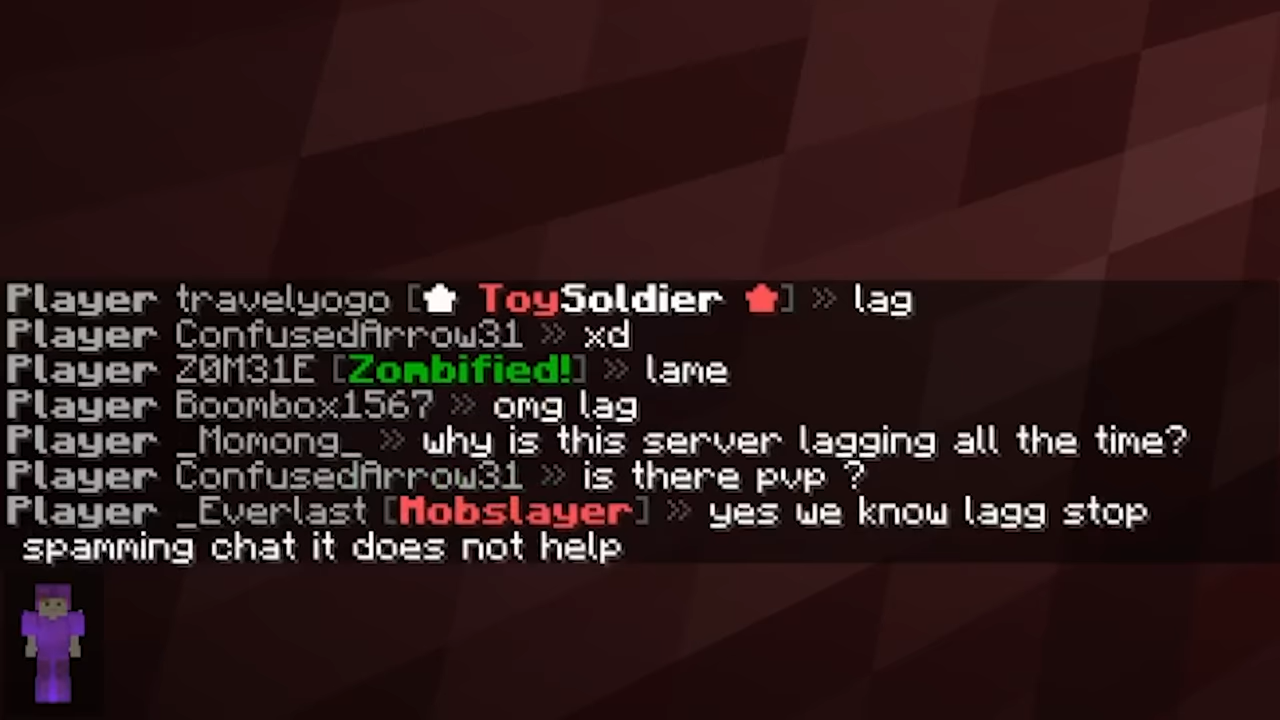 Player travelyogo [⬟ ToySoldier ⬟] » lag
Player ConfusedArrow31 » xd
Player Z0M31E [Zombified!] » lame
Player Boombox1567 » omg lag
Player _Momong_ » why is this server lagging all the time?
Player ConfusedArrow31 » is there pvp ?
Player _Everlast [Mobslayer] » yes we know lagg stop
spamming chat it does not help